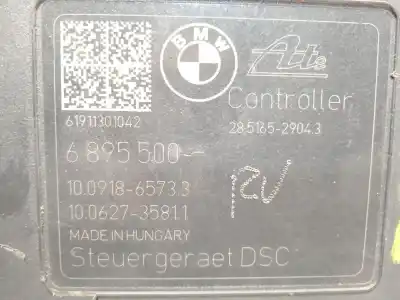 BMW
Ate
61911301042
Controller
28.5165-2904.3
6 895 500--
10.0918-6573.3
12V
10.0627-3581.1
MADE IN HUNGARY
Steuergeraet DSC